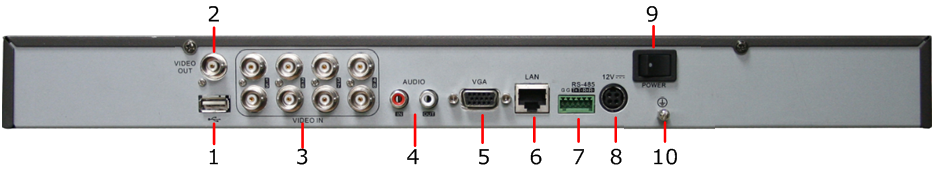 2
9
VIDEO
OUT
AUDIO
VGA
LAN
RS-485
12V
POWER
VIDEO IN
IN
OUT
1
3
4
5
6
7
8
10